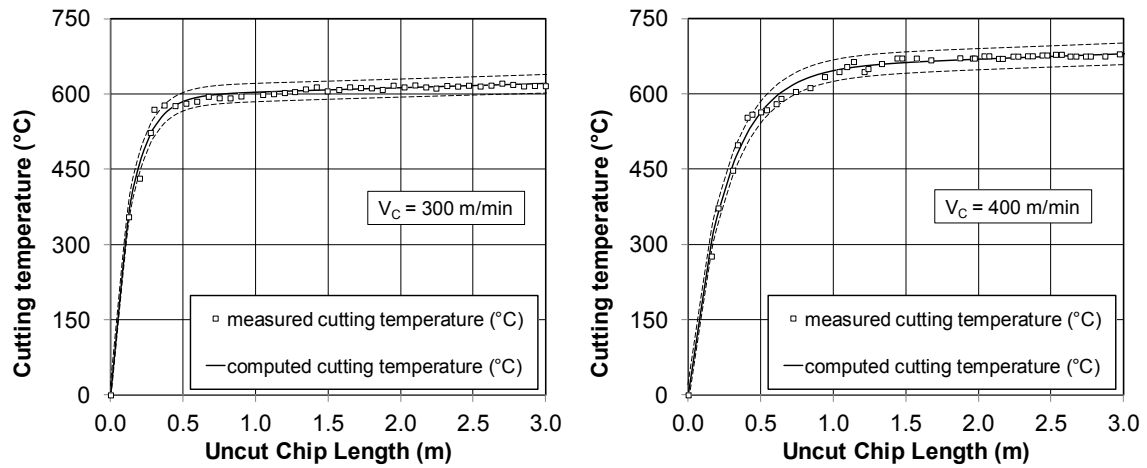 750
600
450
300
150
0
Cutting temperature (°C)
V_C = 300 m/min
measured cutting temperature (°C)
computed cutting temperature (°C)
0.0 0.5 1.0 1.5 2.0 2.5 3.0
Uncut Chip Length (m)
750
600
450
300
150
0
Cutting temperature (°C)
V_C = 400 m/min
measured cutting temperature (°C)
computed cutting temperature (°C)
0.0 0.5 1.0 1.5 2.0 2.5 3.0
Uncut Chip Length (m)